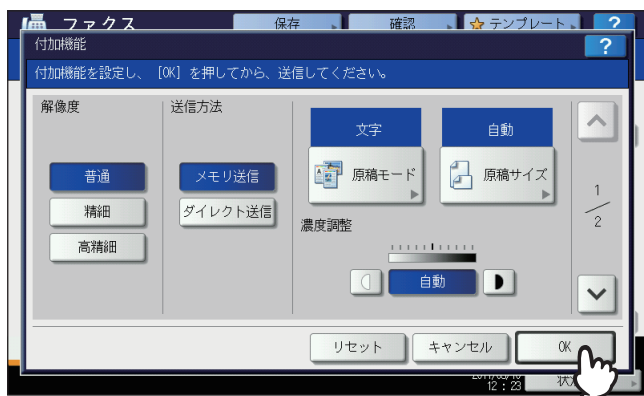 ファクス
保存
確認
テンプレート
?
付加機能
?
付加機能を設定し、[OK] を押してから、送信してください。
解像度
送信方法
文字
自動
普通
メモリ送信
原稿モード
原稿サイズ
精細
ダイレクト送信
高精細
濃度調整
自動
1
2
リセット
キャンセル
OK
12:23